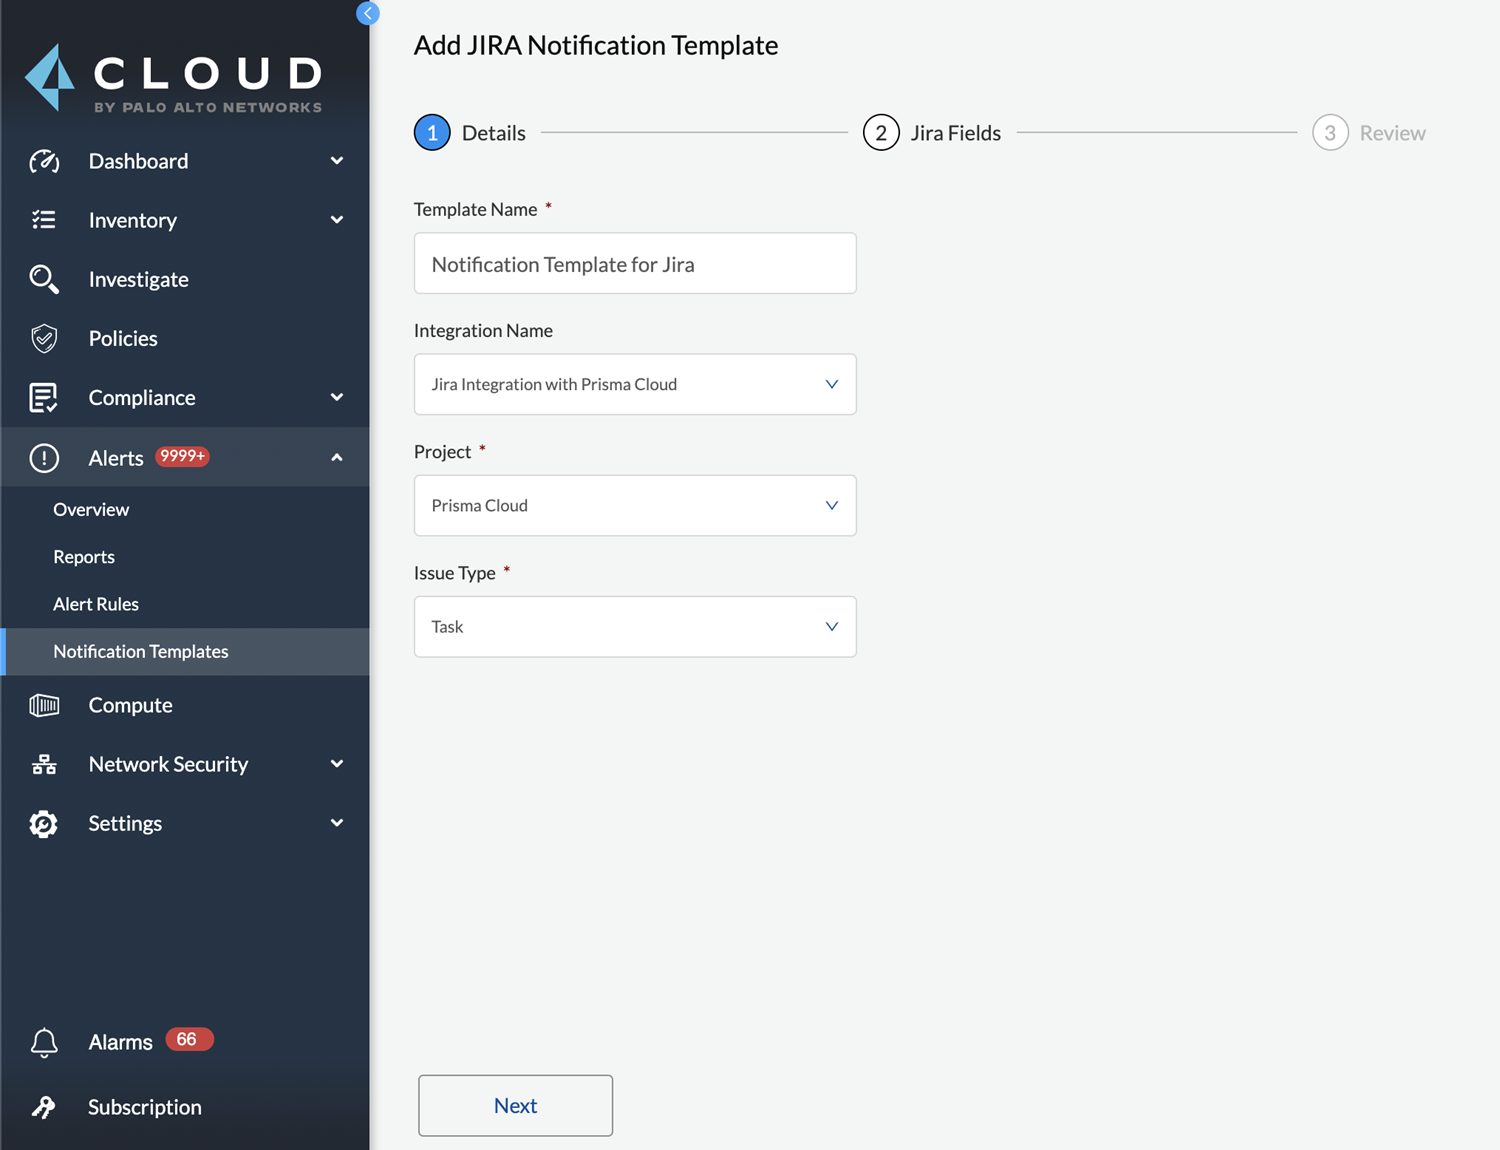 CLOUD
BY PALO ALTO NETWORKS
Dashboard
Inventory
Investigate
Policies
Compliance
Alerts 9999+
Overview
Reports
Alert Rules
Notification Templates
Compute
Network Security
Settings
Alarms 66
Subscription
Add JIRA Notification Template
1 Details 2 Jira Fields 3 Review
Template Name *
Notification Template for Jira
Integration Name
Jira Integration with Prisma Cloud
Project *
Prisma Cloud
Issue Type *
Task
Next